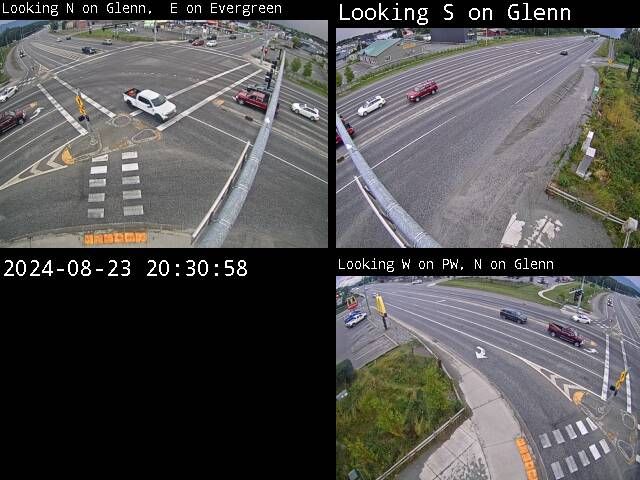 Looking N on Glenn, E on Evergreen
Looking S on Glenn
2024-08-23 20:30:58
Looking W on PW, N on Glenn